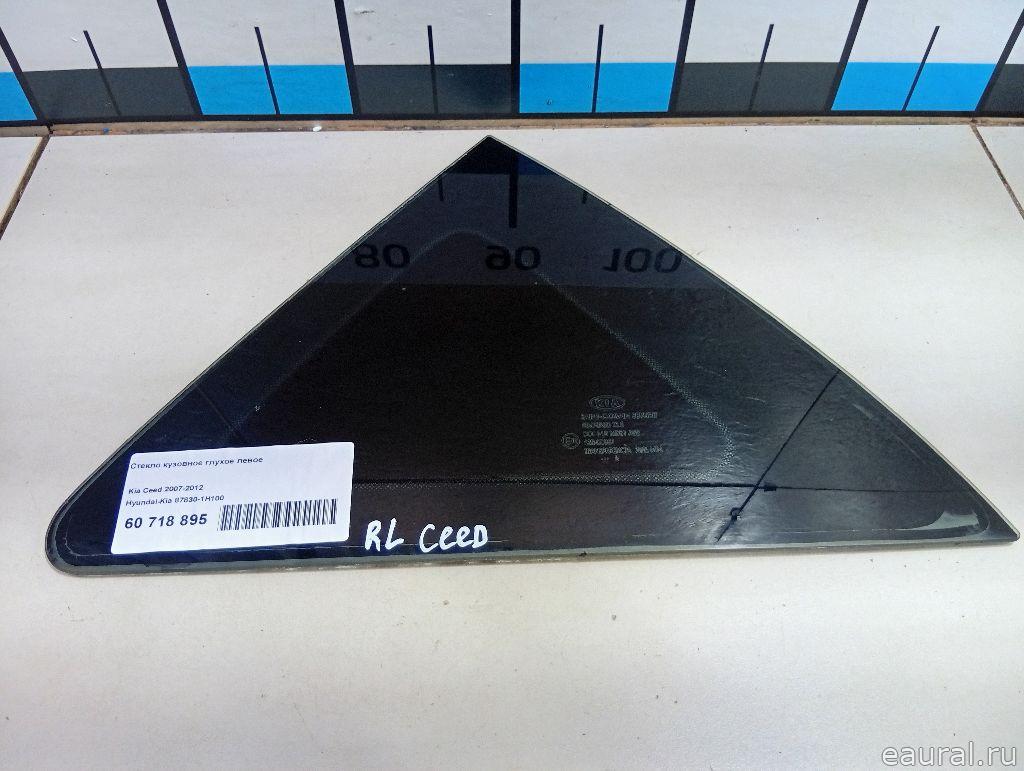 80 90 100
KIA
Стекло кузовное глухое левое
Kia Ceed 2007-2012
Hyundai-Kia 87830-1H100
60 718 895
RL CeeD
eaural.ru